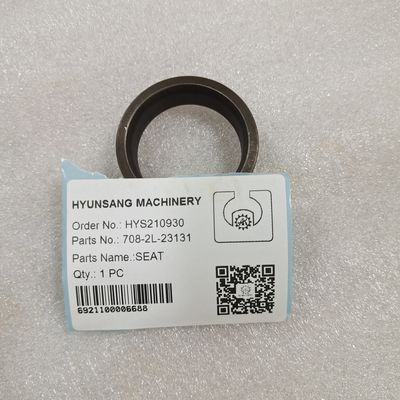 HYUNSANG MACHINERY
Order No.: HYS210930
Parts No.: 708-2L-23131
Parts Name.:SEAT
Qty.: 1 PC
6921100006688